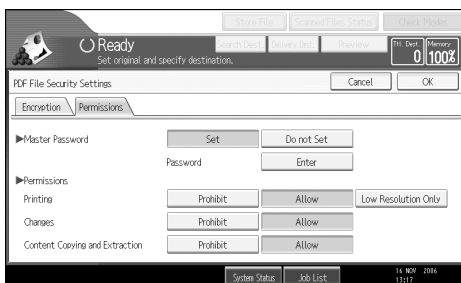 Store File Scanned Files Status Check Modes
Ready
Search Dest. Delivery Dest. Preview Ttl. Dest. Memory
Set original and specify destination. 0 100%
PDF File Security Settings Cancel OK
Encryption Permissions
▶Master Password Set Do not Set
Password Enter
▶Permissions
Printing Prohibit Allow Low Resolution Only
Changes Prohibit Allow
Content Copying and Extraction Prohibit Allow
System Status Job List 16 NOV 2006
13:17